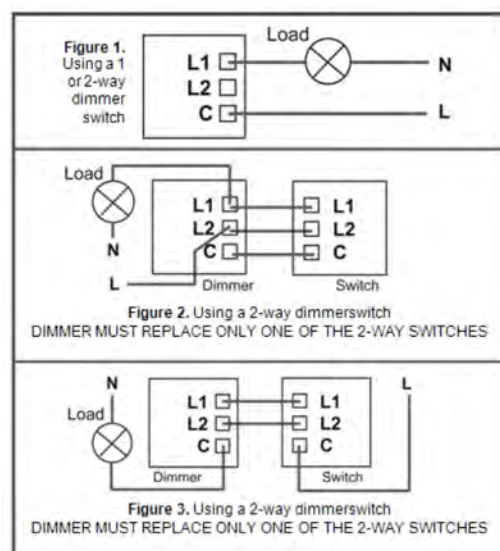 Figure 1.
Using a 1
or 2-way
dimmer
switch
L1
L2
C
Load
N
L
Load
N
L
L1
L2
C
Dimmer
L1
L2
C
Switch
Figure 2. Using a 2-way dimmerswitch
DIMMER MUST REPLACE ONLY ONE OF THE 2-WAY SWITCHES
N
Load
L1
L2
C
Dimmer
L1
L2
C
Switch
L
Figure 3. Using a 2-way dimmerswitch
DIMMER MUST REPLACE ONLY ONE OF THE 2-WAY SWITCHES